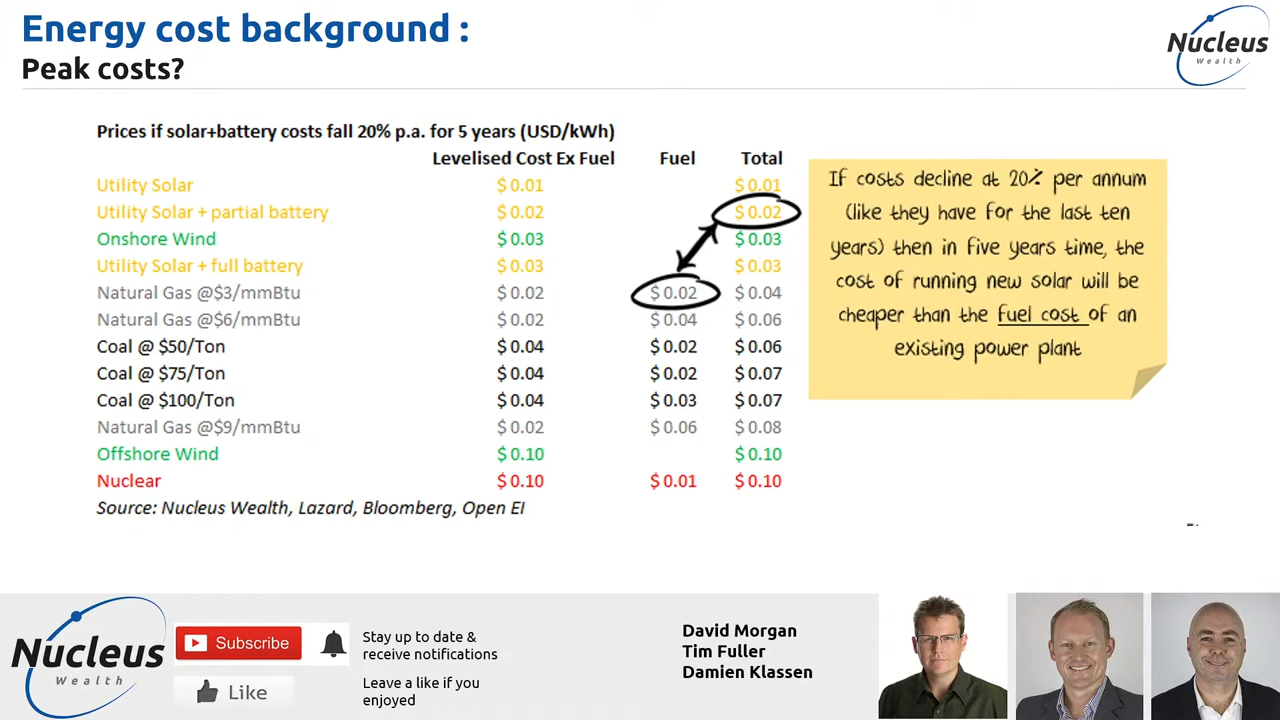 Energy cost background :
Peak costs?
Nucleus
Wealth
Prices if solar+battery costs fall 20% p.a. for 5 years (USD/kWh)
Levelised Cost Ex Fuel Fuel Total
Utility Solar $ 0.01 $ 0.01
Utility Solar + partial battery $ 0.02 $ 0.02
Onshore Wind $ 0.03 $ 0.03
Utility Solar + full battery $ 0.03 $ 0.03
Natural Gas @$3/mmBtu $ 0.02 $ 0.02 $ 0.04
Natural Gas @$6/mmBtu $ 0.02 $ 0.04 $ 0.06
Coal @ $50/Ton $ 0.04 $ 0.02 $ 0.06
Coal @ $75/Ton $ 0.04 $ 0.02 $ 0.07
Coal @ $100/Ton $ 0.04 $ 0.03 $ 0.07
Natural Gas @$9/mmBtu $ 0.02 $ 0.06 $ 0.08
Offshore Wind $ 0.10 $ 0.10
Nuclear $ 0.10 $ 0.01 $ 0.10
Source: Nucleus Wealth, Lazard, Bloomberg, Open EI
If costs decline at 20% per annum
(like they have for the last ten
years) then in five years time, the
cost of running new solar will be
cheaper than the fuel cost of an
existing power plant
Nucleus
Wealth
Subscribe
Like
Stay up to date &
receive notifications
Leave a like if you
enjoyed
David Morgan
Tim Fuller
Damien Klassen